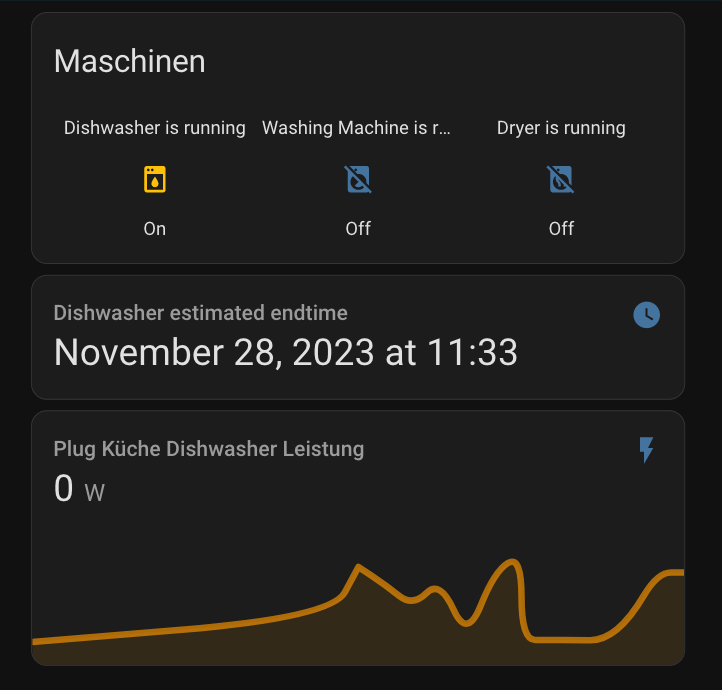 Maschinen
Dishwasher is running Washing Machine is r... Dryer is running
On Off Off
Dishwasher estimated endtime
November 28, 2023 at 11:33
Plug Küche Dishwasher Leistung
0 W